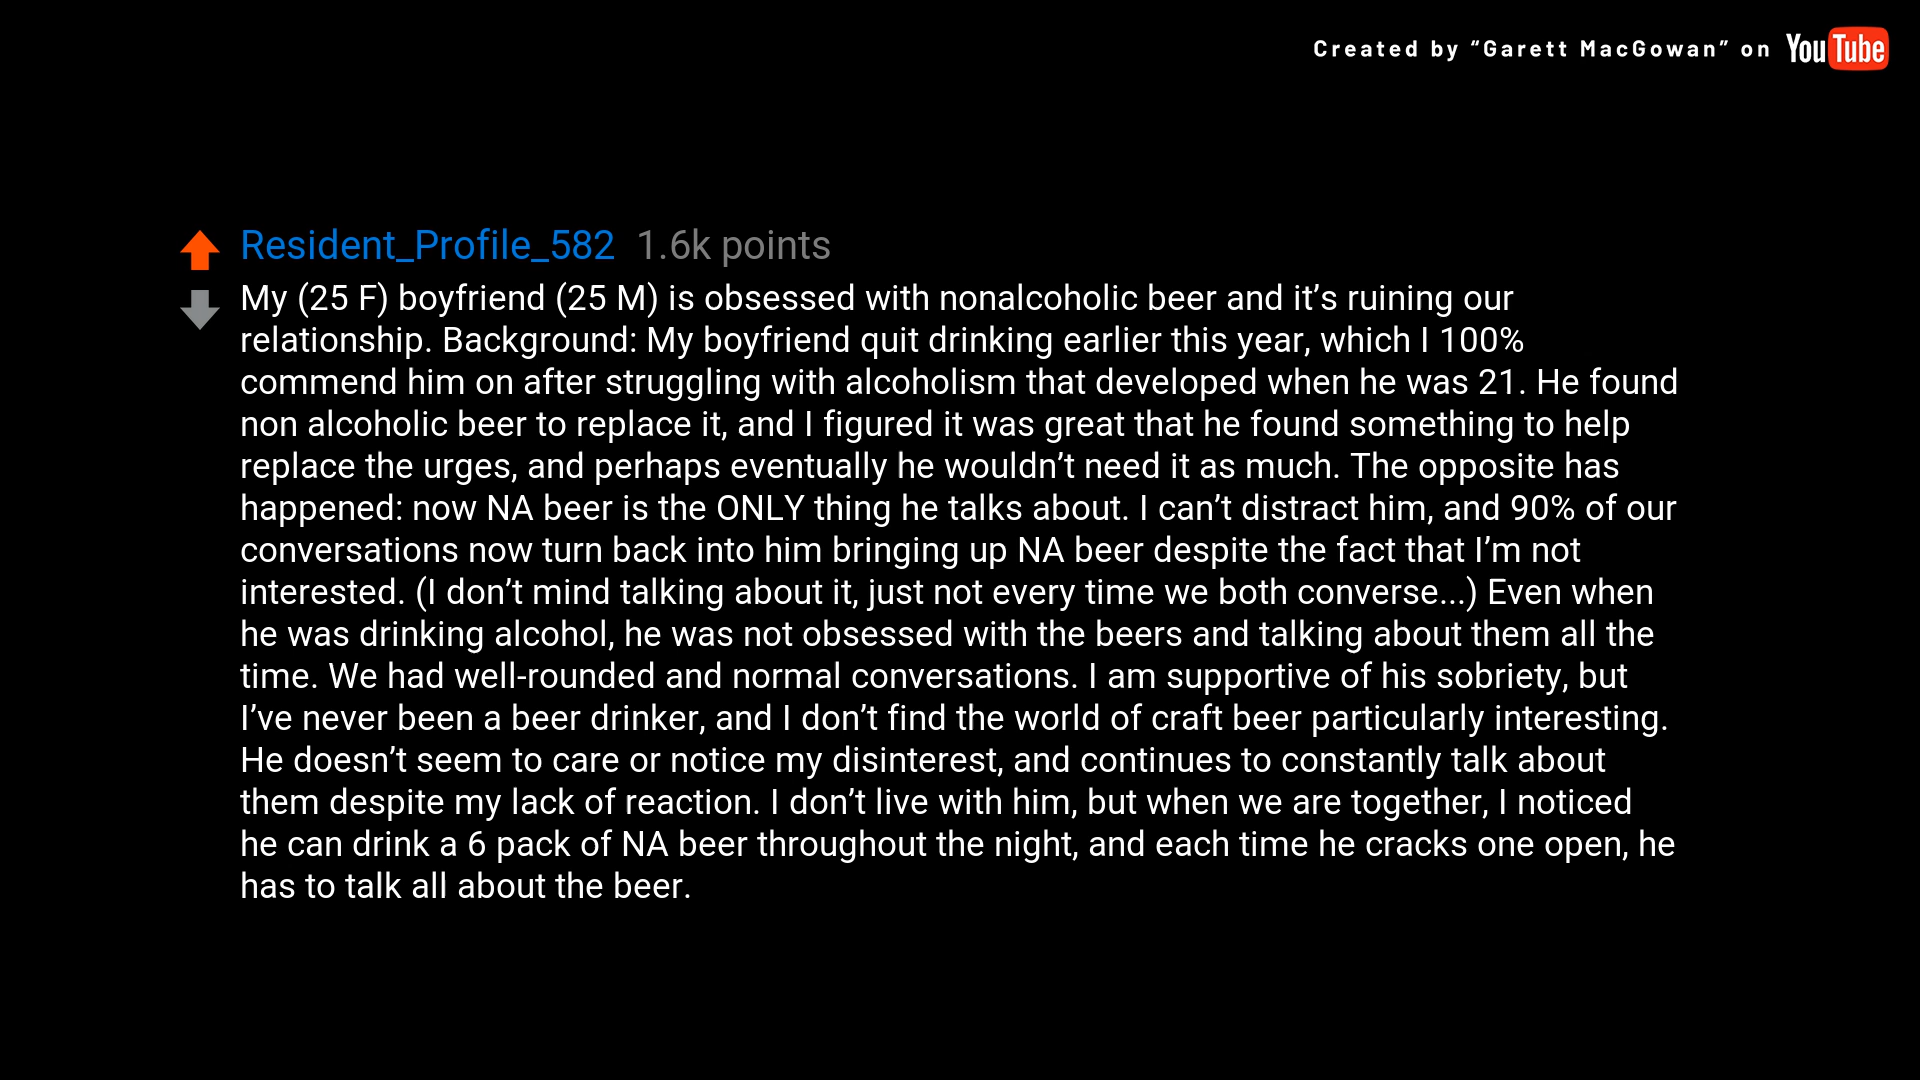 Created by “Garett MacGowan” on YouTube
Resident_Profile_582 1.6k points
My (25 F) boyfriend (25 M) is obsessed with nonalcoholic beer and it’s ruining our
relationship. Background: My boyfriend quit drinking earlier this year, which I 100%
commend him on after struggling with alcoholism that developed when he was 21. He found
non alcoholic beer to replace it, and I figured it was great that he found something to help
replace the urges, and perhaps eventually he wouldn’t need it as much. The opposite has
happened: now NA beer is the ONLY thing he talks about. I can’t distract him, and 90% of our
conversations now turn back into him bringing up NA beer despite the fact that I’m not
interested. (I don’t mind talking about it, just not every time we both converse...) Even when
he was drinking alcohol, he was not obsessed with the beers and talking about them all the
time. We had well-rounded and normal conversations. I am supportive of his sobriety, but
I’ve never been a beer drinker, and I don’t find the world of craft beer particularly interesting.
He doesn’t seem to care or notice my disinterest, and continues to constantly talk about
them despite my lack of reaction. I don’t live with him, but when we are together, I noticed
he can drink a 6 pack of NA beer throughout the night, and each time he cracks one open, he
has to talk all about the beer.